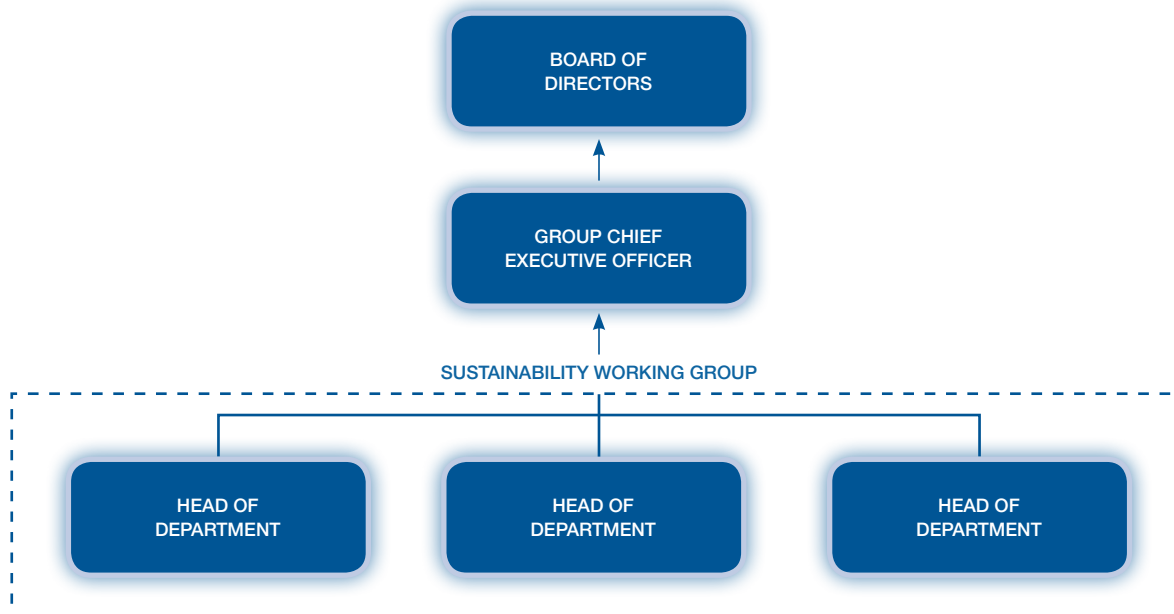 BOARD OF
DIRECTORS
GROUP CHIEF
EXECUTIVE OFFICER
SUSTAINABILITY WORKING GROUP
HEAD OF
DEPARTMENT
HEAD OF
DEPARTMENT
HEAD OF
DEPARTMENT